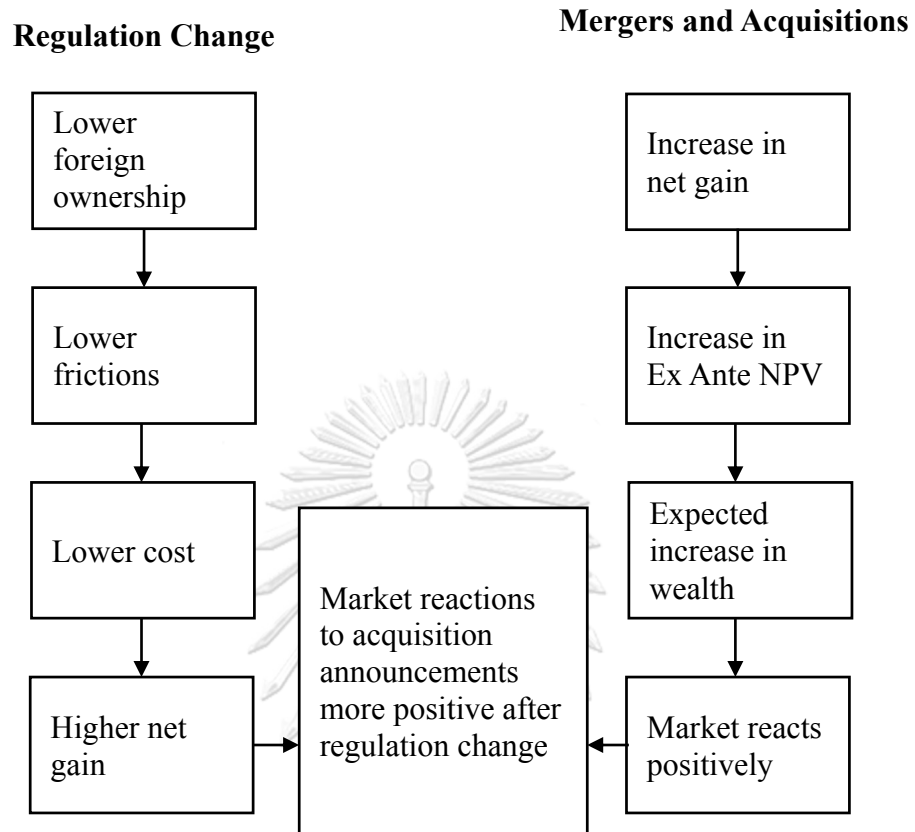 Regulation Change
Mergers and Acquisitions
Lower
foreign
ownership
Lower
frictions
Lower cost
Higher net
gain
Market reactions
to acquisition
announcements
more positive after
regulation change
Increase in
net gain
Increase in
Ex Ante NPV
Expected
increase in
wealth
Market reacts
positively